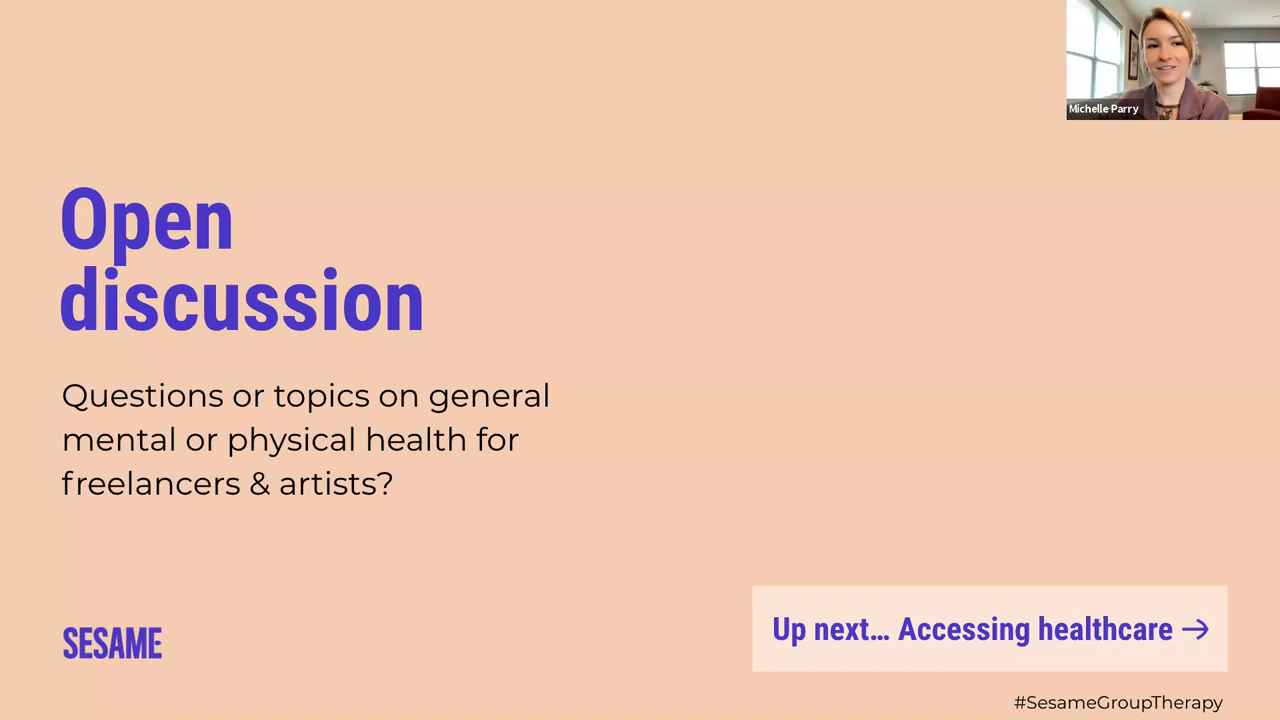 Michelle Parry
Open
discussion
Questions or topics on general
mental or physical health for
freelancers & artists?
SESAME
Up next... Accessing healthcare →
#SesameGroupTherapy